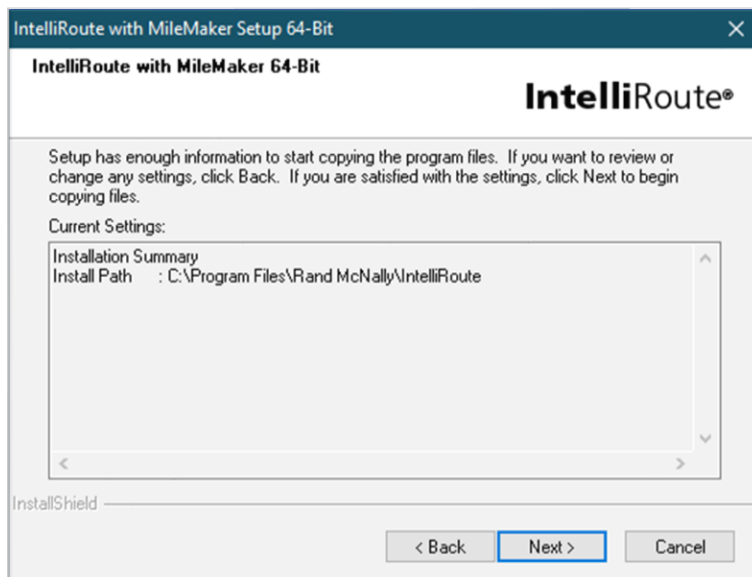 IntelliRoute with MileMaker Setup 64-Bit
IntelliRoute with MileMaker 64-Bit
IntelliRoute®
Setup has enough information to start copying the program files. If you want to review or
change any settings, click Back. If you are satisfied with the settings, click Next to begin
copying files.
Current Settings:
Installation Summary
Install Path : C:\Program Files\Rand McNally\IntelliRoute
InstallShield
< Back
Next >
Cancel